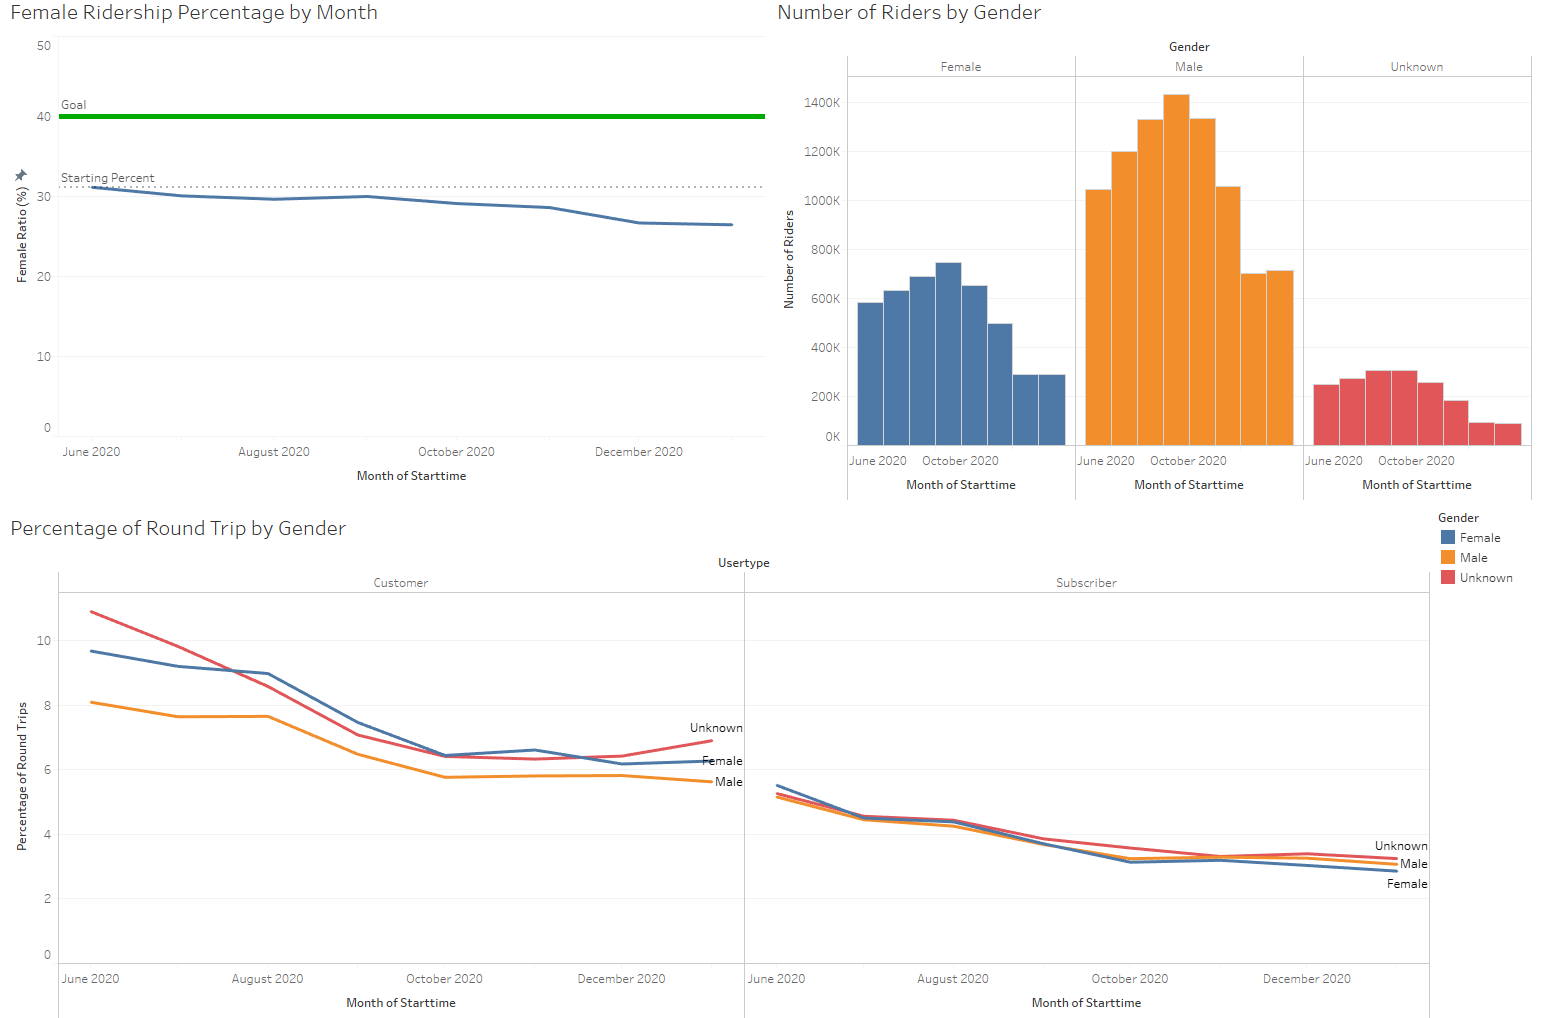 Female Ridership Percentage by Month
50
Goal
40
Starting Percent
30
20
10
0
Female Ratio (%)
June 2020 August 2020 October 2020 December 2020
Month of Starttime
Number of Riders by Gender
Gender
Female Male Unknown
1400K
1200K
1000K
800K
600K
400K
200K
0K
Number of Riders
June 2020 October 2020 June 2020 October 2020 June 2020 October 2020
Month of Starttime Month of Starttime Month of Starttime
Percentage of Round Trip by Gender
Usertype
Customer Subscriber
10
8
6
4
2
0
Percentage of Round Trips
Unknown
Female
Male
Unknown
Male
Female
June 2020 August 2020 October 2020 December 2020 June 2020 August 2020 October 2020 December 2020
Month of Starttime Month of Starttime
Gender
Female
Male
Unknown